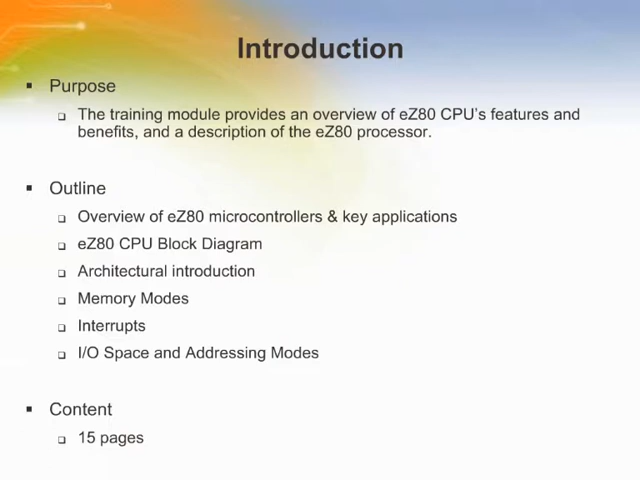 Introduction
Purpose
The training module provides an overview of eZ80 CPU's features and
benefits, and a description of the eZ80 processor.
Outline
Overview of eZ80 microcontrollers & key applications
eZ80 CPU Block Diagram
Architectural introduction
Memory Modes
Interrupts
I/O Space and Addressing Modes
Content
15 pages